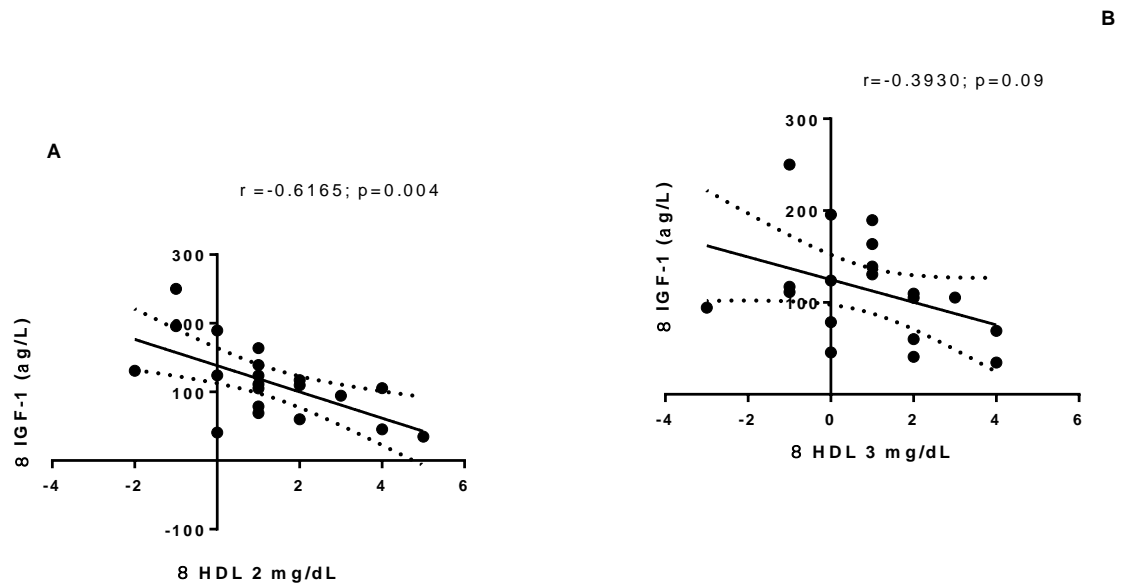 B
r=-0.3930; p=0.09
300
200
100
-4
-2
0
2
4
6
8 IGF-1 (ag/L)
8 HDL 3 mg/dL
A
r =-0.6165; p=0.004
300
200
100
-100
-4
-2
0
2
4
6
8 IGF-1 (ag/L)
8 HDL 2 mg/dL